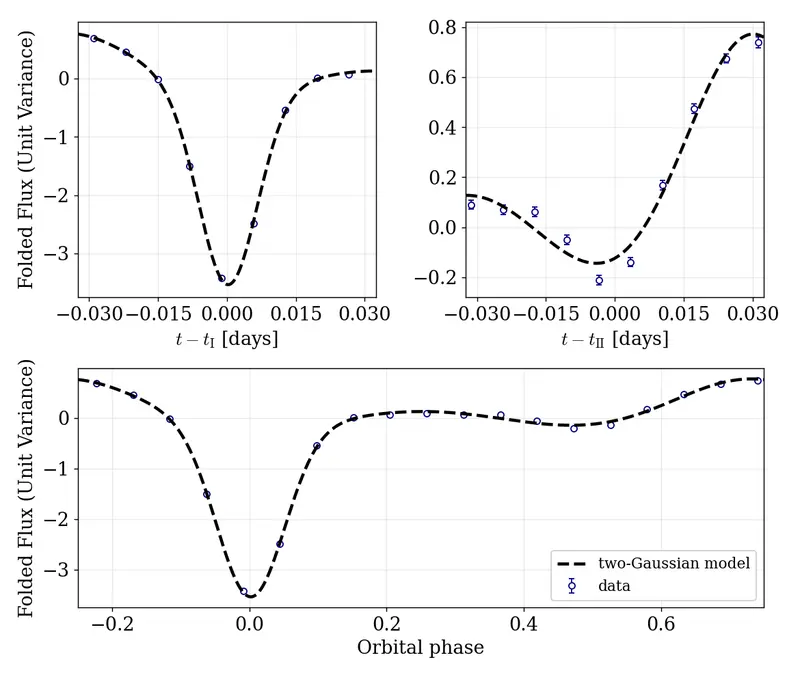 Folded Flux (Unit Variance)
0
−1
−2
−3
−0.030 −0.015 0.000 0.015 0.030
t − t_I [days]
0.8
0.6
0.4
0.2
0.0
−0.2
−0.030 −0.015 0.000 0.015 0.030
t − t_II [days]
Folded Flux (Unit Variance)
0
−1
−2
−3
−0.2 0.0 0.2 0.4 0.6
Orbital phase
two-Gaussian model
data